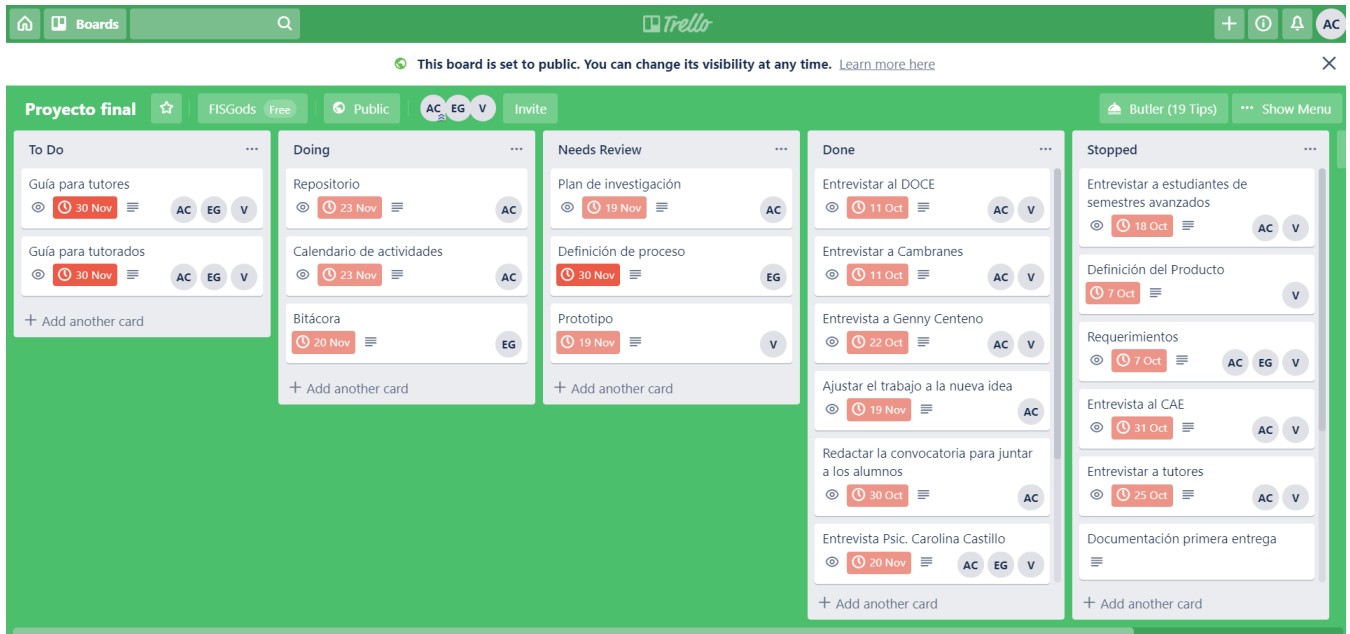 Boards
Trello
AC
This board is set to public. You can change its visibility at any time. Learn more here
Proyecto final
FISGods Free
Public
AC EG V
Invite
Butler (19 Tips)
... Show Menu
To Do
Guía para tutores
30 Nov
AC EG V
Guía para tutorados
30 Nov
AC EG V
+ Add another card
Doing
Repositorio
23 Nov
AC
Calendario de actividades
23 Nov
AC
Bitácora
20 Nov
EG
+ Add another card
Needs Review
Plan de investigación
19 Nov
AC
Definición de proceso
30 Nov
EG
Prototipo
19 Nov
V
+ Add another card
Done
Entrevistar al DOCE
11 Oct
AC V
Entrevistar a Cambranes
11 Oct
AC V
Entrevista a Genny Centeno
22 Oct
AC V
Ajustar el trabajo a la nueva idea
19 Nov
AC
Redactar la convocatoria para juntar
a los alumnos
30 Oct
AC
Entrevista Psic. Carolina Castillo
20 Nov
AC EG V
+ Add another card
Stopped
Entrevistar a estudiantes de
semestres avanzados
18 Oct
AC V
Definición del Producto
7 Oct
V
Requerimientos
7 Oct
AC EG V
Entrevista al CAE
31 Oct
AC V
Entrevistar a tutores
25 Oct
AC V
Documentación primera entrega
+ Add another card